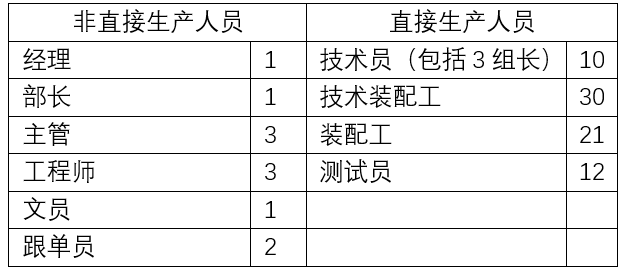 非直接生产人员 直接生产人员
经理 1 技术员（包括3组长） 10
部长 1 技术装配工 30
主管 3 装配工 21
工程师 3 测试员 12
文员 1
跟单员 2